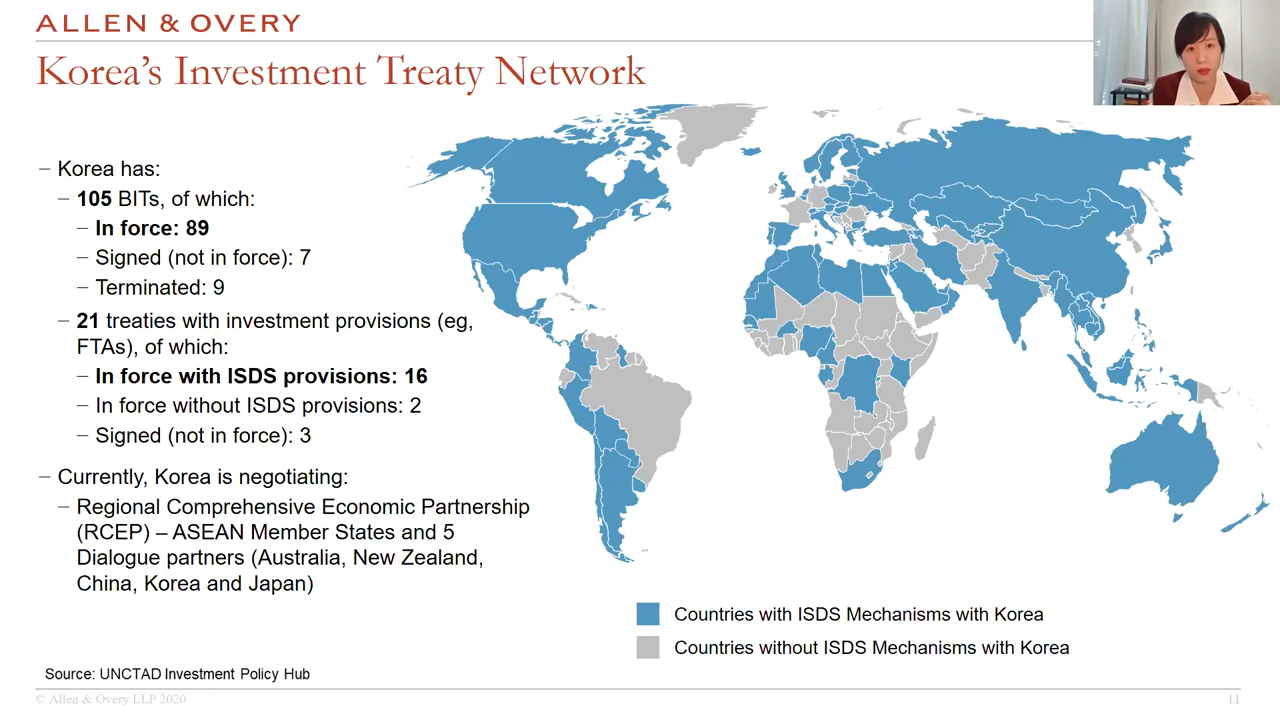 ALLEN & OVERY
Korea's Investment Treaty Network
– Korea has:
– 105 BITs, of which:
– In force: 89
– Signed (not in force): 7
– Terminated: 9
– 21 treaties with investment provisions (eg,
FTAs), of which:
– In force with ISDS provisions: 16
– In force without ISDS provisions: 2
– Signed (not in force): 3
– Currently, Korea is negotiating:
– Regional Comprehensive Economic Partnership
(RCEP) – ASEAN Member States and 5
Dialogue partners (Australia, New Zealand,
China, Korea and Japan)
Countries with ISDS Mechanisms with Korea
Countries without ISDS Mechanisms with Korea
Source: UNCTAD Investment Policy Hub
© Allen & Overy LLP 2020
11